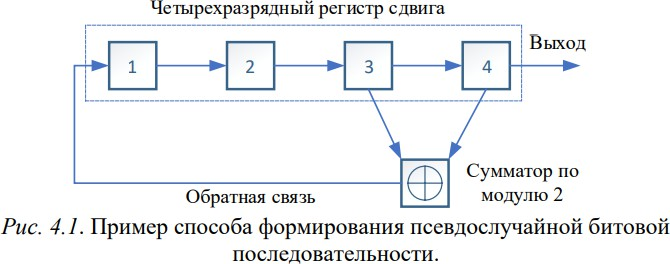 Четырехразрядный регистр сдвига
Выход
1 2 3 4
Сумматор по
модулю 2
Обратная связь
Рис. 4.1. Пример способа формирования псевдослучайной битовой
последовательности.